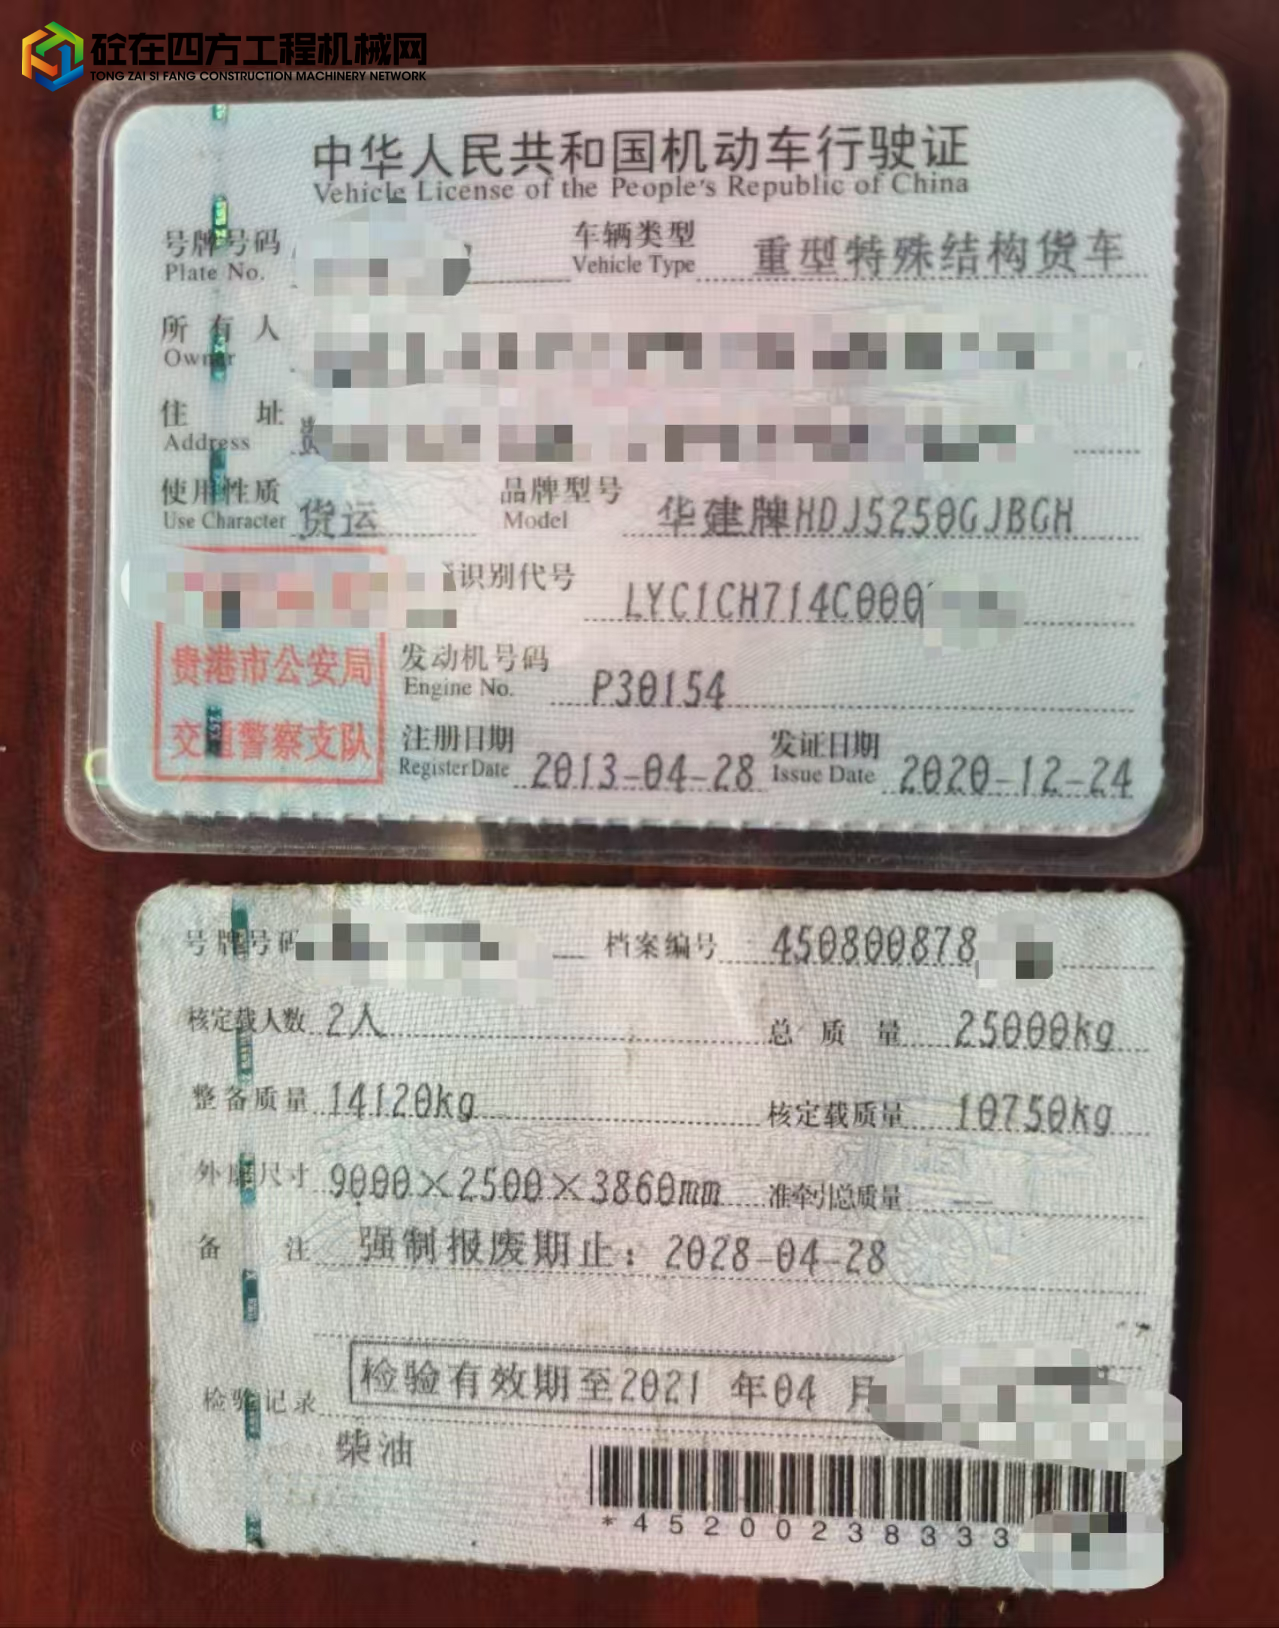 砼在四方工程机械网
TONG ZAI SI FANG CONSTRUCTION MACHINERY NETWORK
中华人民共和国机动车行驶证
Vehicle License of the People's Republic of China
号牌号码 车辆类型 重型特殊结构货车
Plate No. Vehicle Type
所有人
Owner
住址
Address
使用性质 货运 品牌型号 华建牌HDJ5250GJBGH
Use Character Model
识别代号 LYC1CH714C000
贵港市公安局
交通警察支队
发动机号码 P30154
Engine No.
注册日期 2013-04-28 发证日期 2020-12-24
Register Date Issue Date
号牌号码 档案编号 450800878
核定载人数 2人 总质量 25000kg
整备质量 14120kg 核定载质量 10750kg
外廓尺寸 9000×2500×3860mm 准牵引总质量 --
备注 强制报废期止：2028-04-28
检验记录 检验有效期至2021年04月
柴油
*45200238333